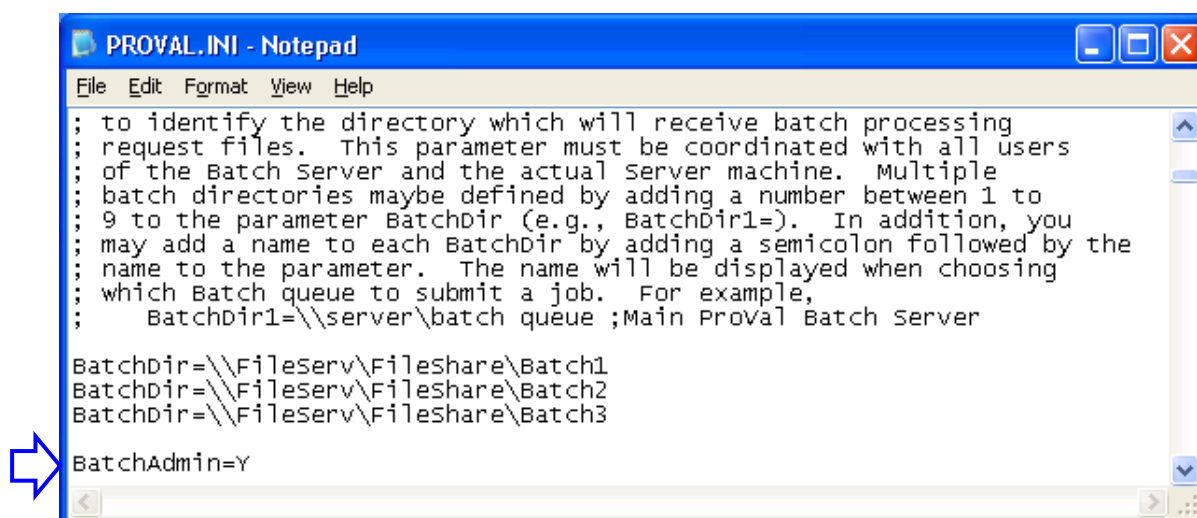 PROVAL.INI - Notepad
File Edit Format View Help
; to identify the directory which will receive batch processing
; request files.  This parameter must be coordinated with all users
; of the Batch Server and the actual Server machine.  Multiple
; batch directories maybe defined by adding a number between 1 to
; 9 to the parameter BatchDir (e.g., BatchDir1=).  In addition, you
; may add a name to each BatchDir by adding a semicolon followed by the
; name to the parameter.  The name will be displayed when choosing
; which Batch queue to submit a job.  For example,
;    BatchDir1=\\server\batch queue ;Main ProVal Batch Server
BatchDir=\\FileServ\FileShare\Batch1
BatchDir=\\FileServ\FileShare\Batch2
BatchDir=\\FileServ\FileShare\Batch3
BatchAdmin=Y